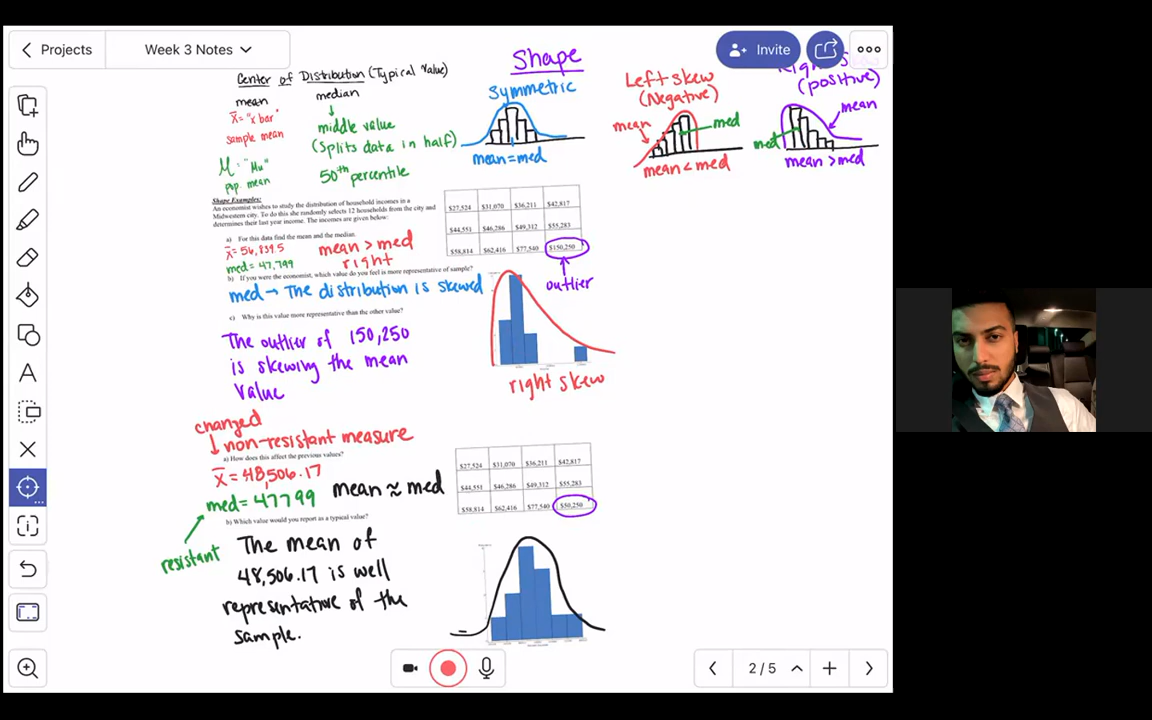 Projects
Week 3 Notes
Invite
Center of Distribution (Typical Value)
mean
x̄ = "x bar"
sample mean
μ = "Mu"
pop. mean
median
↓
middle value
(splits data in half)
50th percentile
Shape
symmetric
mean = med
Left skew
(Negative)
mean
med
mean < med
(positive)
mean
med
mean > med
Shape Examples:
An economist wishes to study the distribution of household incomes in a
Midwestern city. To do this she randomly selects 12 households from the city and
determines their last year income. The incomes are given below:
$27,524 $31,070 $36,211 $42,817
$44,551 $46,286 $49,312 $55,283
$58,814 $62,416 $77,540 $150,250
outlier
a) For this data find the mean and the median.
x̄ = 56,839.5
med = 47,799
mean > med
right
b) If you were the economist, which value do you feel is more representative of sample?
med → The distribution is skewed
c) Why is this value more representative than the other value?
The outlier of 150,250
is skewing the mean
value
right skew
changed
↓ non-resistant measure
a) How does this affect the previous values?
x̄ = 48,506.17
med = 47799
mean ≈ med
resistant
$27,524 $31,070 $36,211 $42,817
$44,551 $46,286 $49,312 $55,283
$58,814 $62,416 $77,540 $50,250
b) Which value would you report as a typical value?
The mean of
48,506.17 is well
representative of the
sample.
2/5